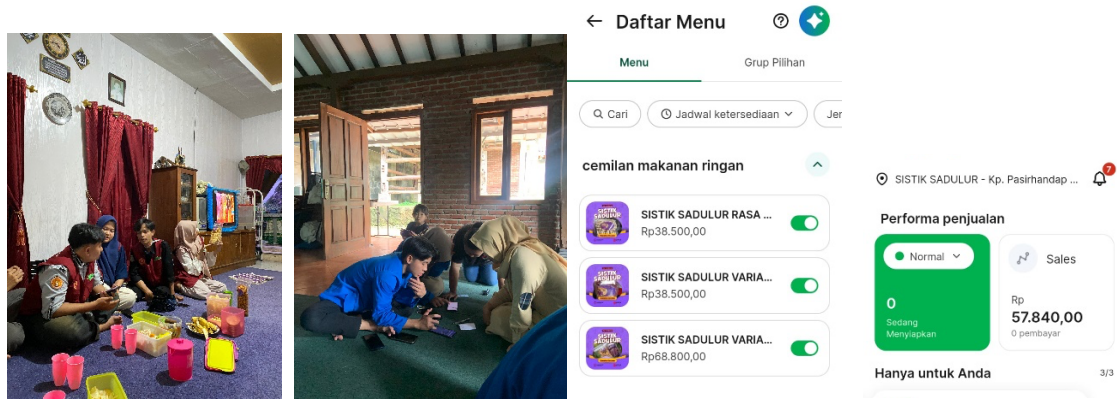 Daftar Menu
Menu
Grup Pilihan
Cari
Jadwal ketersediaan
Jer
cemilan makanan ringan
SISTIK SADULUR RASA ...
Rp38.500,00
SISTIK SADULUR VARIA...
Rp38.500,00
SISTIK SADULUR VARIA...
Rp68.800,00
SISTIK SADULUR - Kp. Pasirhandap ...
7
Performa penjualan
Normal
Sales
0
Sedang
Menyiapkan
Rp
57.840,00
0 pembayar
Hanya untuk Anda
3/3